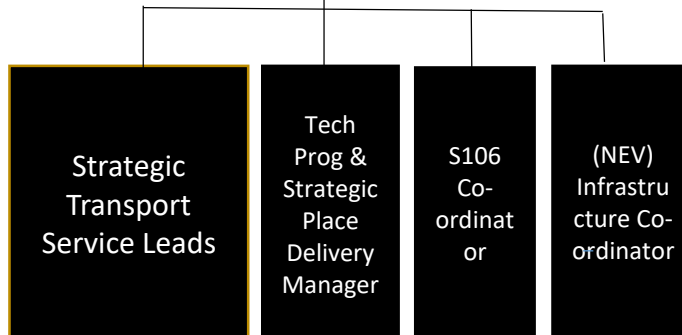 Strategic
Transport
Service Leads
Tech
Prog &
Strategic
Place
Delivery
Manager
S106
Co-
ordinat
or
(NEV)
Infrastru
cture Co-
ordinator